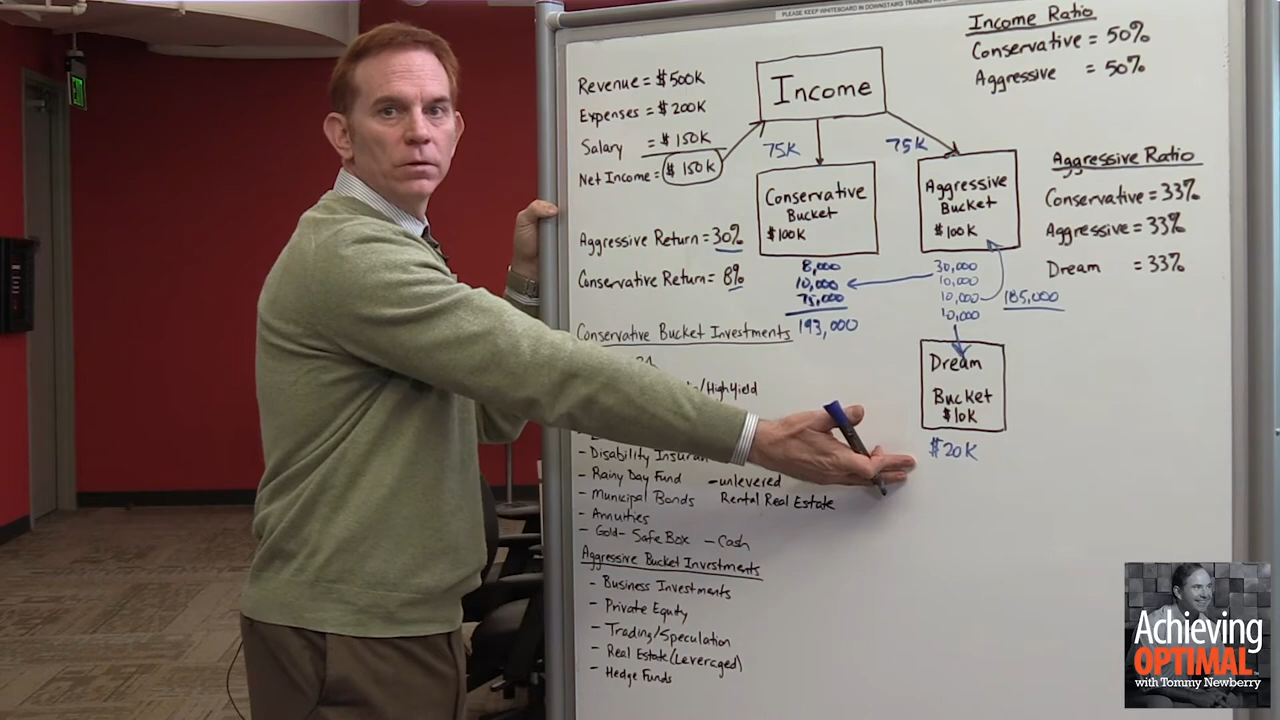 PLEASE KEEP WHITEBOARD IN DOWNSTAIRS TRAINING
Income Ratio
Conservative = 50%
Aggressive = 50%
Revenue = $500K
Expenses = $200K
Salary = $150K
Net Income = $150K
Income
75K
75K
Conservative
Bucket
$100K
Aggressive
Bucket
$100K
Aggressive Ratio
Conservative = 33%
Aggressive = 33%
Dream = 33%
Aggressive Return = 30%
Conservative Return = 8%
8,000
10,000
75,000
193,000
30,000
10,000
10,000
10,000
185,000
Dream
Bucket
$10K
$20K
Conservative Bucket Investments
/High Yield
- Disability Insuran
- Rainy Day Fund
- unlevered
Rental Real Estate
- Municipal Bonds
- Annuities
- Gold - Safe Box
- Cash
Aggressive Bucket Investments
- Business Investments
- Private Equity
- Trading/Speculation
- Real Estate (Leveraged)
- Hedge Funds
EXIT
Achieving
OPTIMAL
with Tommy Newberry